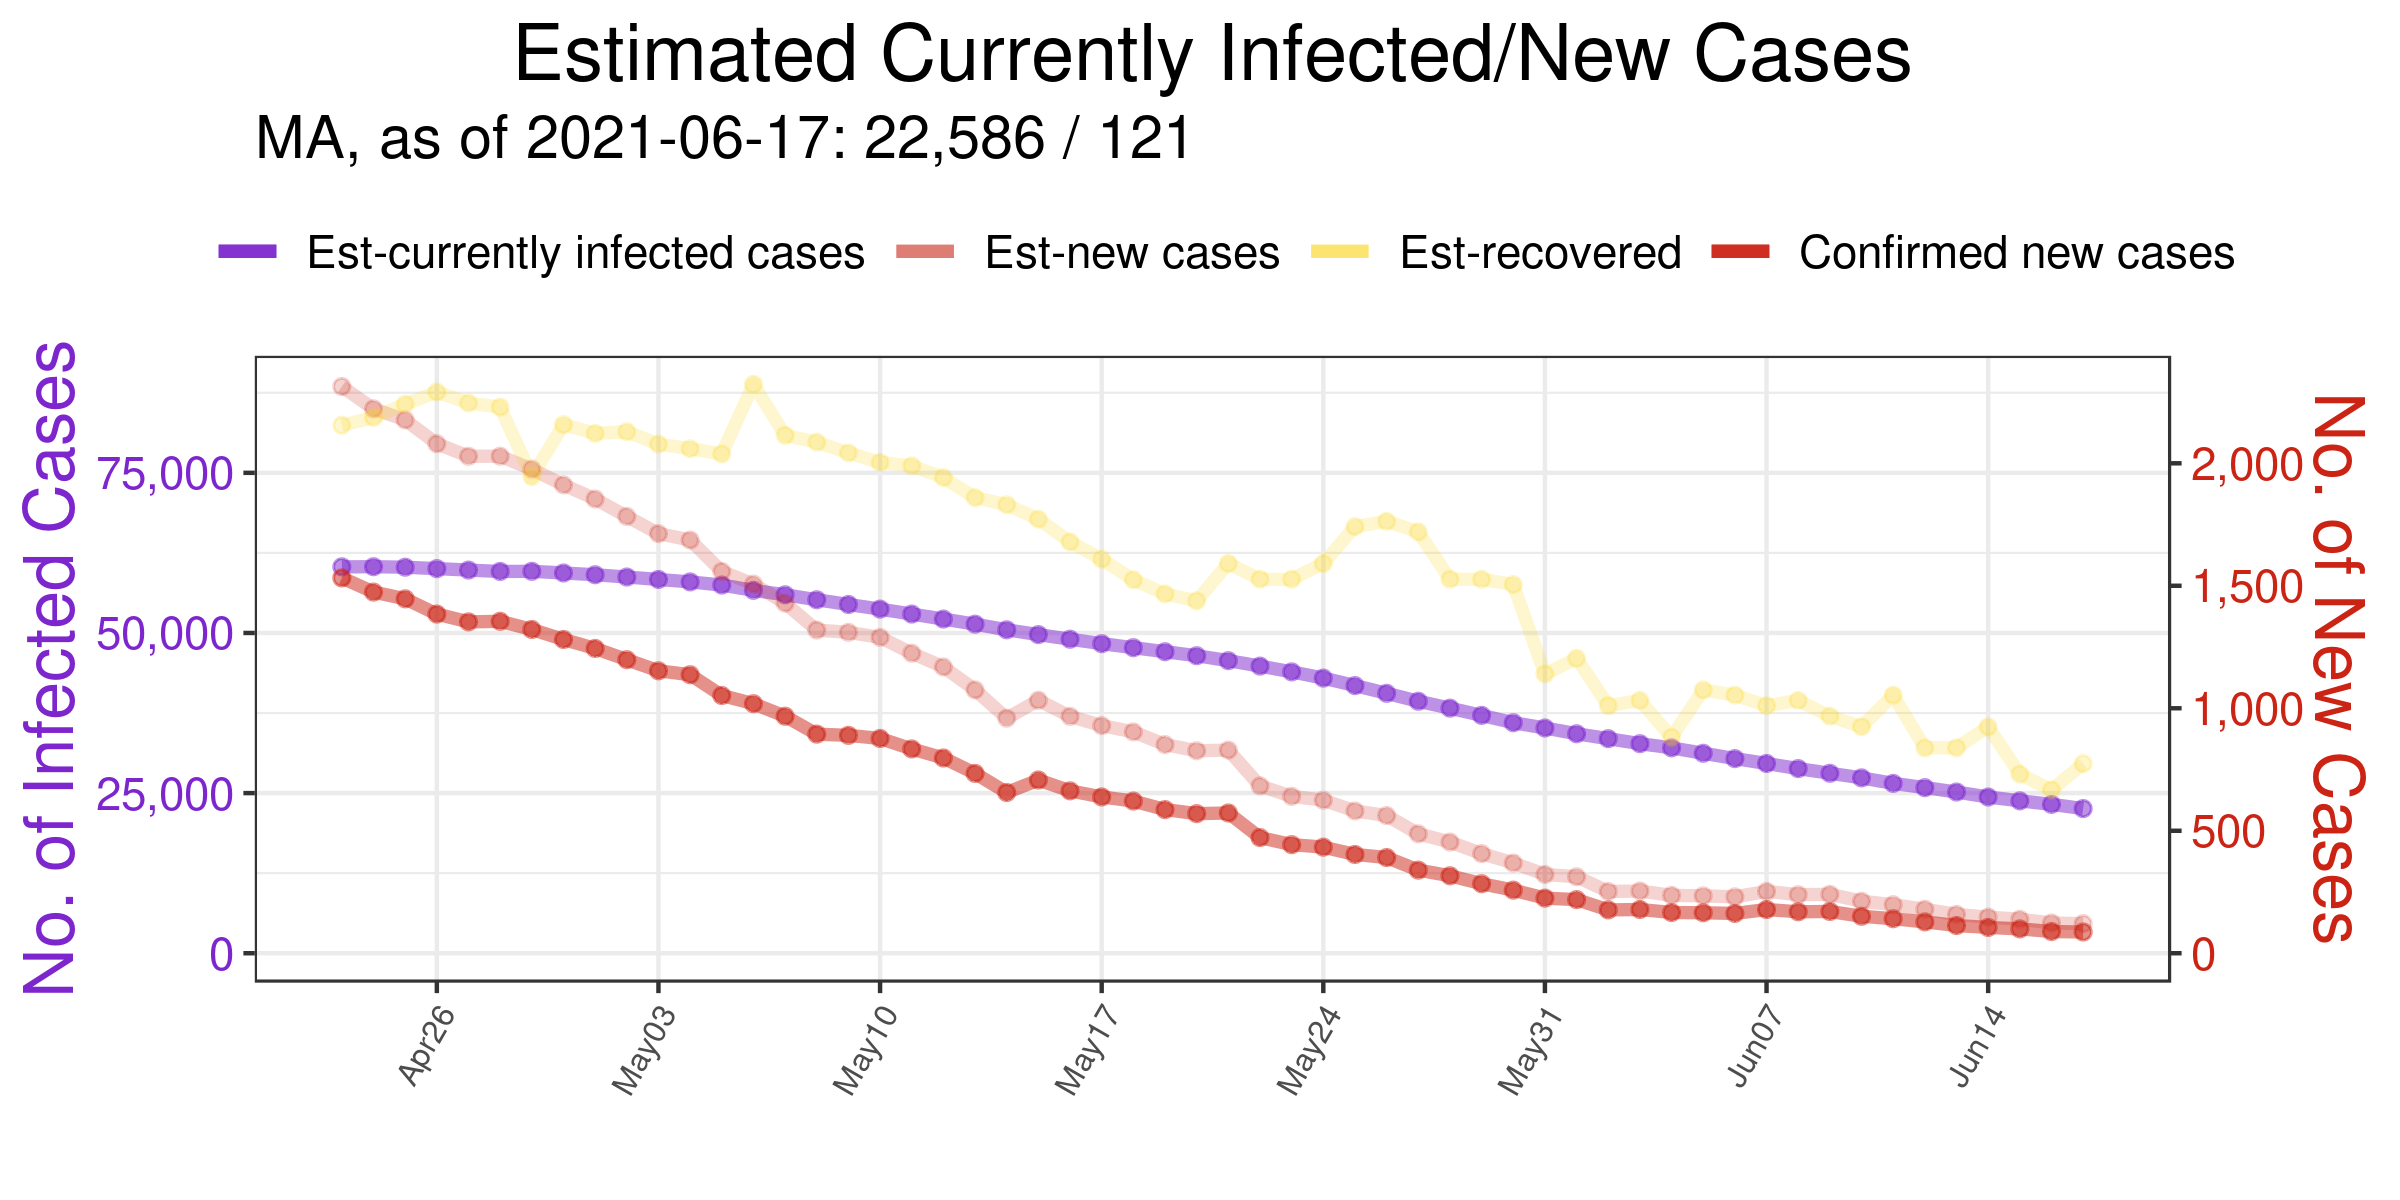 Estimated Currently Infected/New Cases
MA, as of 2021-06-17: 22,586 / 121
Est-currently infected cases Est-new cases Est-recovered Confirmed new cases
No. of Infected Cases
75,000
50,000
25,000
0
2,000
1,500
1,000
500
0
No. of New Cases
Apr26 May03 May10 May17 May24 May31 Jun07 Jun14